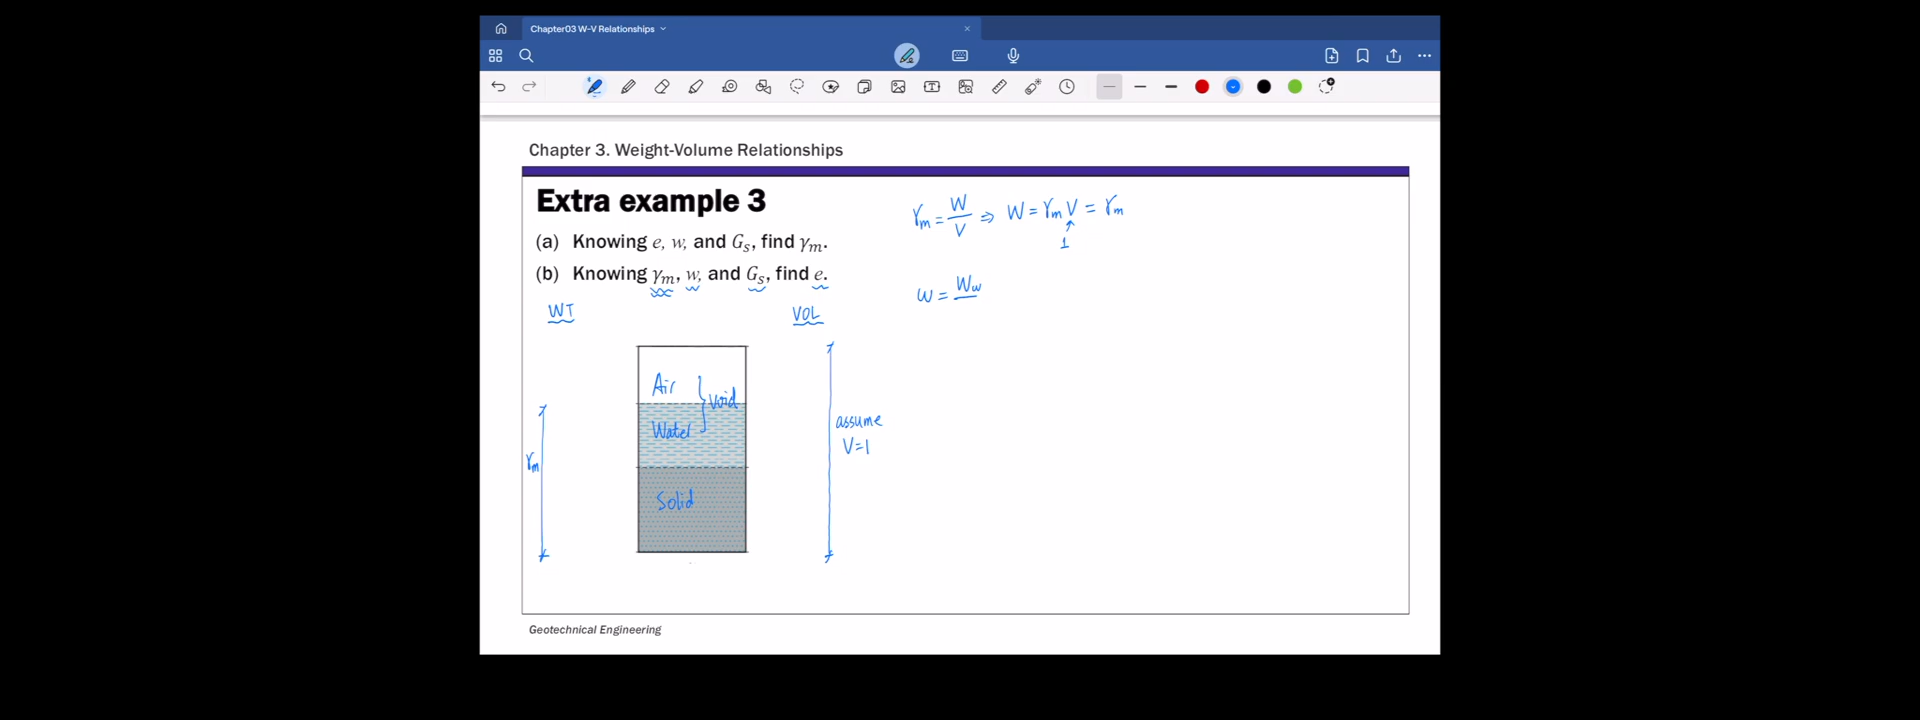 Chapter03 W-V Relationships
Chapter 3. Weight-Volume Relationships
Extra example 3
(a) Knowing e, w, and Gₛ, find γₘ.
(b) Knowing γₘ, w, and Gₛ, find e.
γₘ = W/V ⇒ W = γₘ V = γₘ
↑
1
w = W_w
WT
VOL
Air
Void
Water
Solid
γₘ
assume
V=1
Geotechnical Engineering